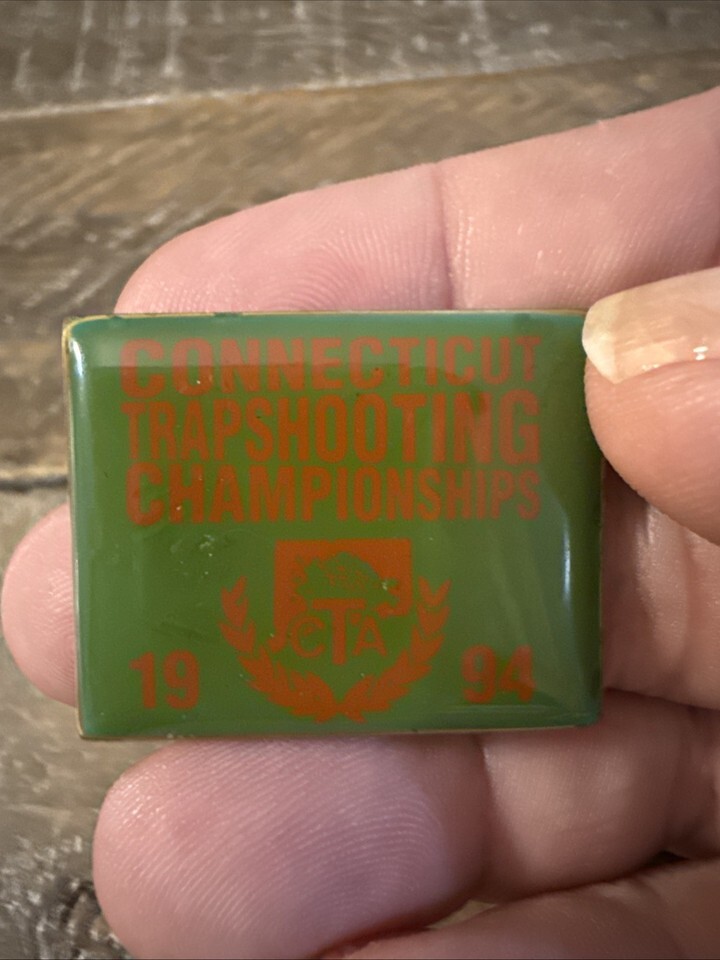 CONNECTICUT
TRAPSHOOTING
CHAMPIONSHIPS
CTA
19 94